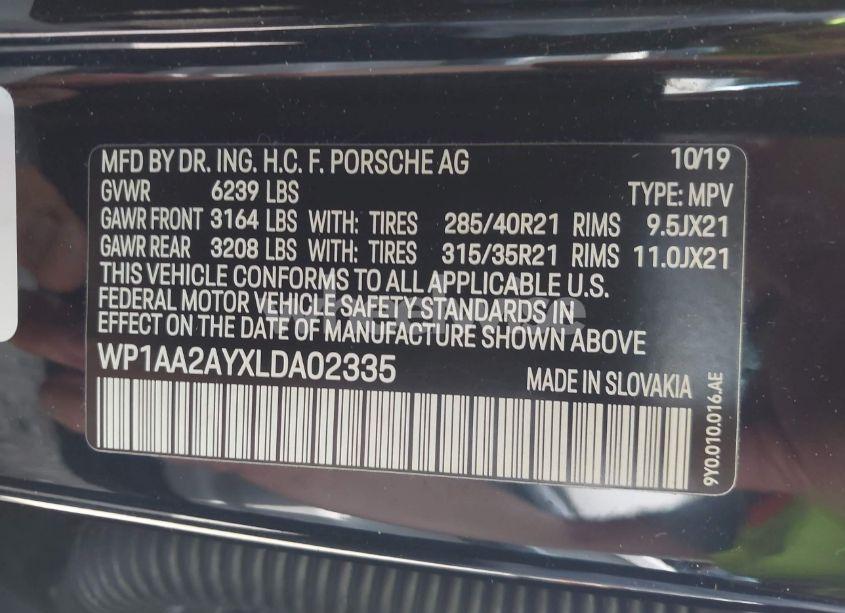 MFD BY DR. ING. H.C. F. PORSCHE AG 10/19
GVWR 6239 LBS TYPE: MPV
GAWR FRONT 3164 LBS WITH: TIRES 285/40R21 RIMS 9.5JX21
GAWR REAR 3208 LBS WITH: TIRES 315/35R21 RIMS 11.0JX21
THIS VEHICLE CONFORMS TO ALL APPLICABLE U.S.
FEDERAL MOTOR VEHICLE SAFETY STANDARDS IN
EFFECT ON THE DATE OF MANUFACTURE SHOWN ABOVE
WP1AA2AYXLDA02335 MADE IN SLOVAKIA
9Y0.010.016.AE